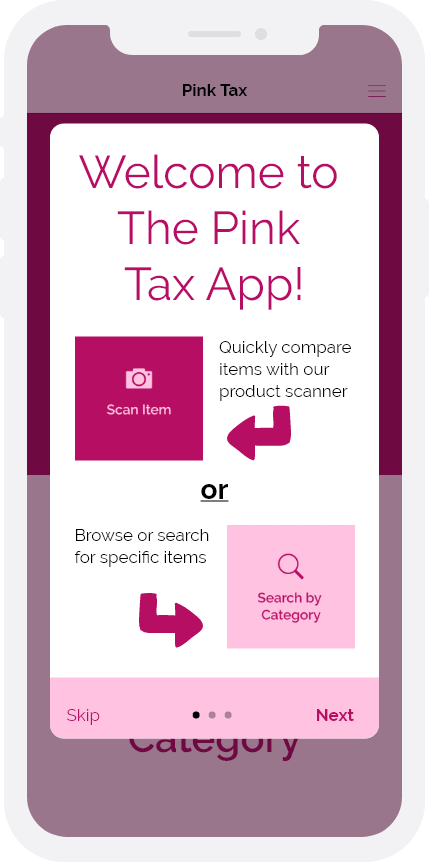 Pink Tax
Welcome to
The Pink
Tax App!
Scan Item
Quickly compare
items with our
product scanner
or
Browse or search
for specific items
Search by
Category
Skip
Next
Category